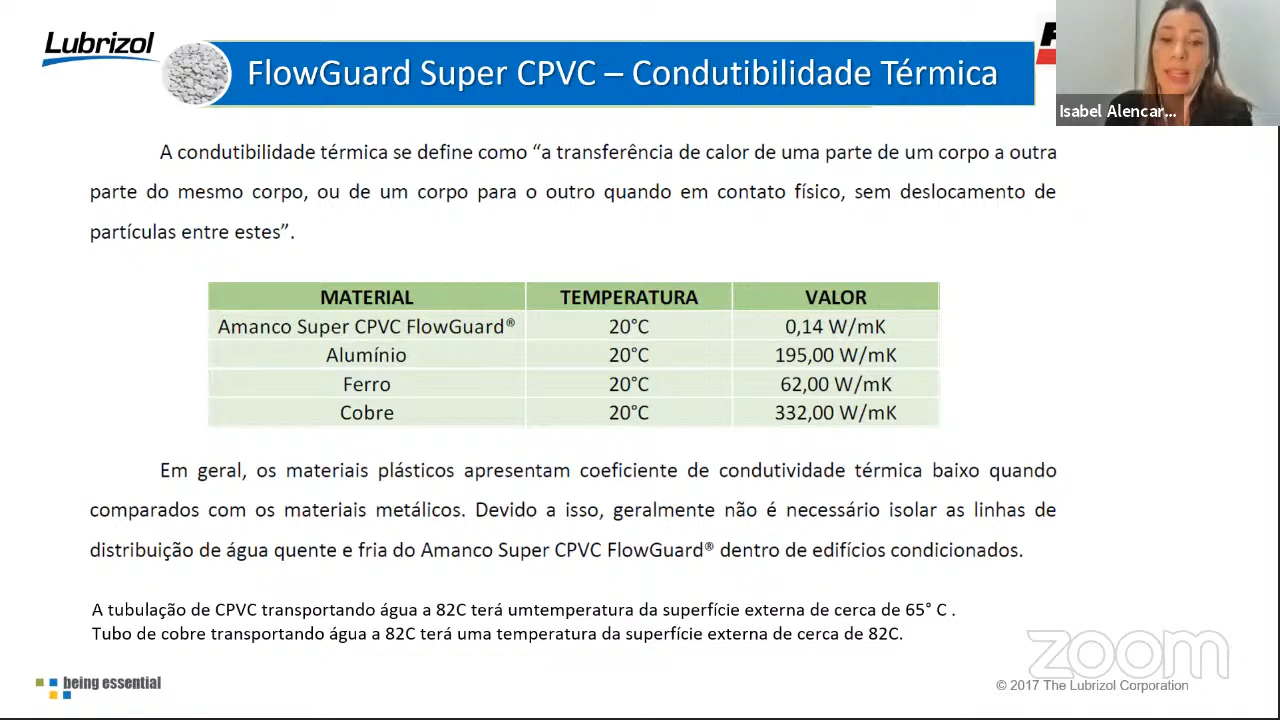 Lubrizol
FlowGuard Super CPVC – Condutibilidade Térmica
Isabel Alencar...
A condutibilidade térmica se define como “a transferência de calor de uma parte de um corpo a outra
parte do mesmo corpo, ou de um corpo para o outro quando em contato físico, sem deslocamento de
partículas entre estes”.
MATERIAL TEMPERATURA VALOR
Amanco Super CPVC FlowGuard® 20°C 0,14 W/mK
Alumínio 20°C 195,00 W/mK
Ferro 20°C 62,00 W/mK
Cobre 20°C 332,00 W/mK
Em geral, os materiais plásticos apresentam coeficiente de condutividade térmica baixo quando
comparados com os materiais metálicos. Devido a isso, geralmente não é necessário isolar as linhas de
distribuição de água quente e fria do Amanco Super CPVC FlowGuard® dentro de edifícios condicionados.
A tubulação de CPVC transportando água a 82C terá umtemperatura da superfície externa de cerca de 65° C .
Tubo de cobre transportando água a 82C terá uma temperatura da superfície externa de cerca de 82C.
zoom
being essential
© 2017 The Lubrizol Corporation